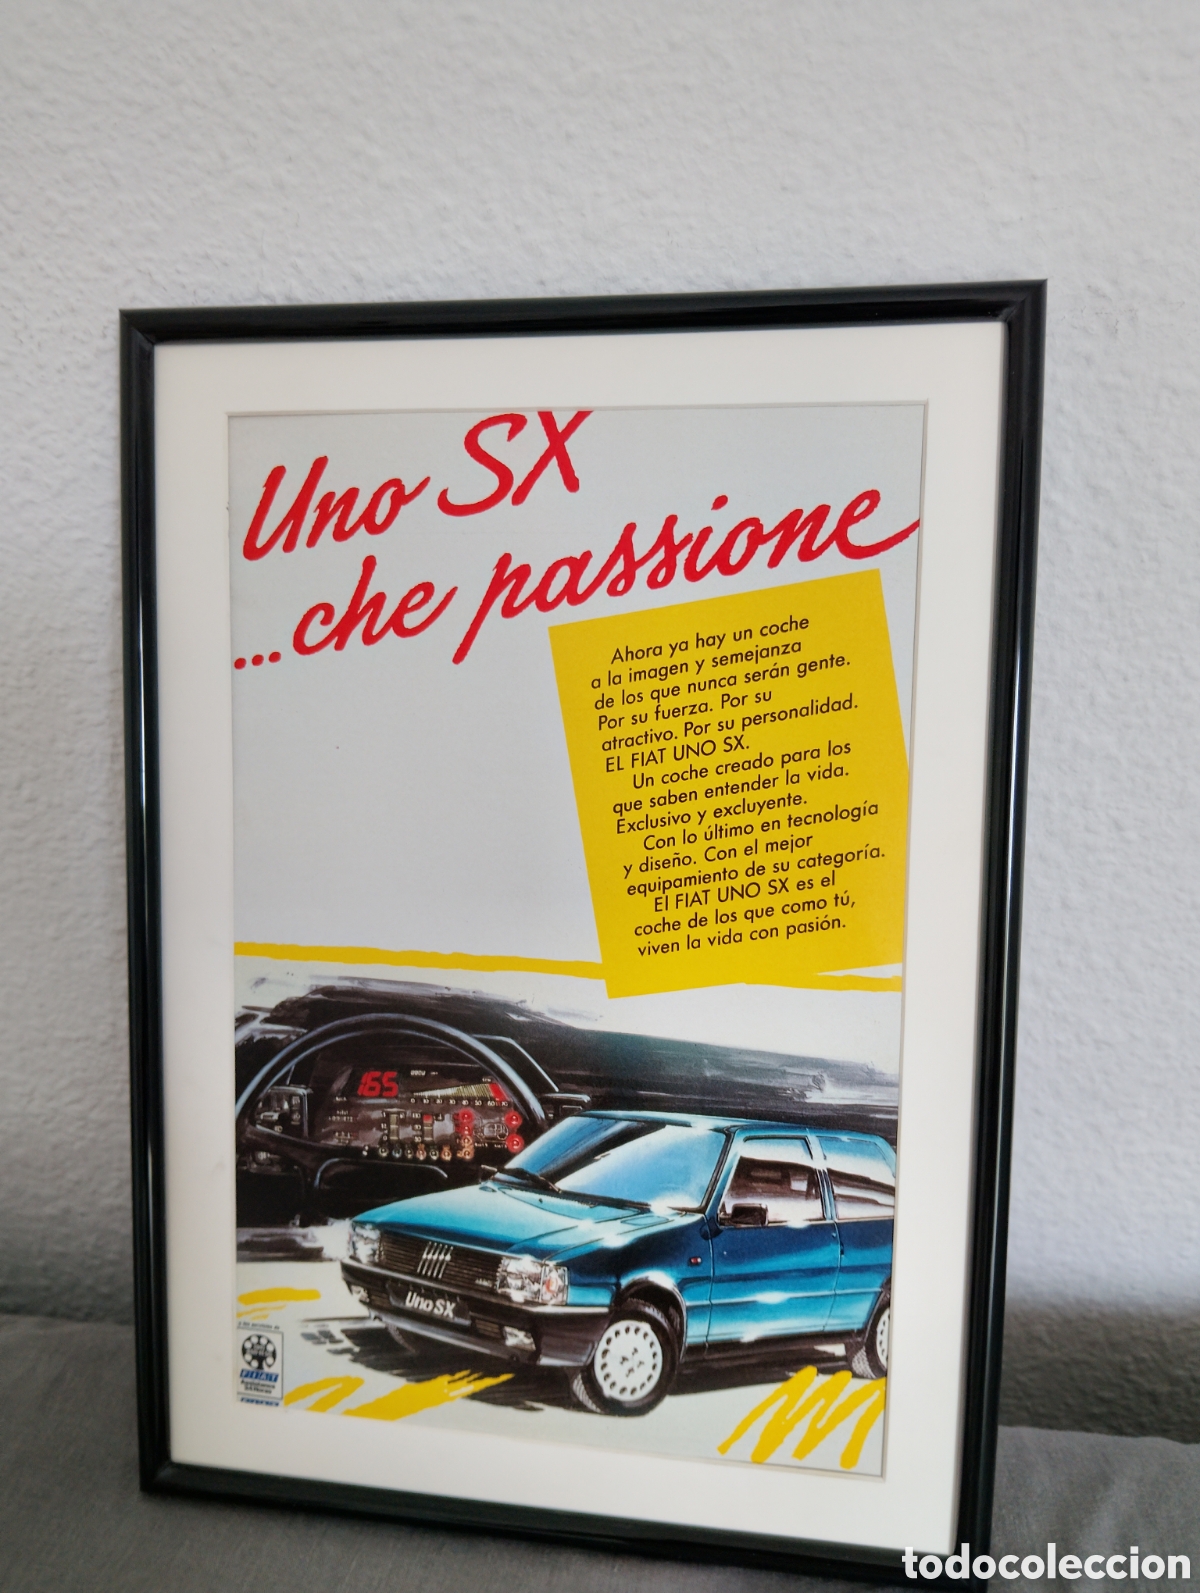 Uno SX
...che passione
Ahora ya hay un coche
a la imagen y semejanza
de los que nunca serán gente.
Por su fuerza. Por su
atractivo. Por su personalidad.
EL FIAT UNO SX.
Un coche creado para los
que saben entender la vida.
Exclusivo y excluyente.
Con lo último en tecnología
y diseño. Con el mejor
equipamiento de su categoría.
El FIAT UNO SX es el
coche de los que como tú,
viven la vida con pasión.
165
Uno SX
FIAT
todocoleccion